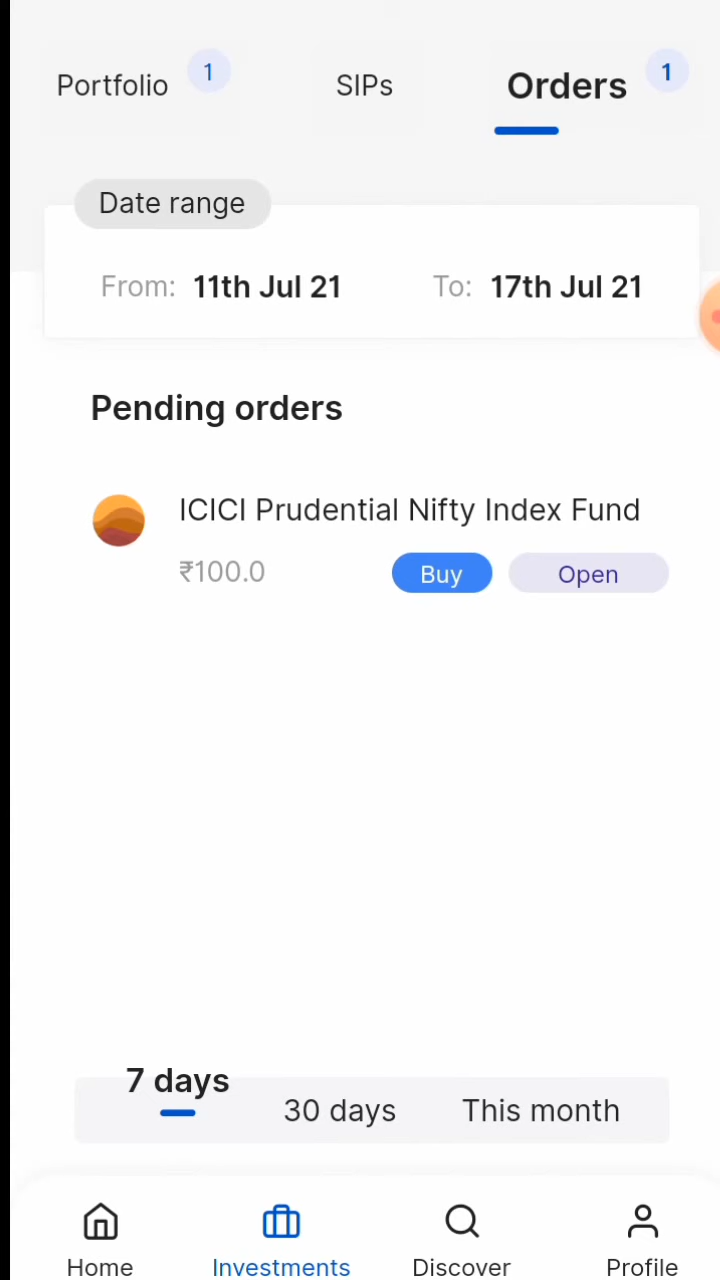 Portfolio 1 SIPs Orders 1
Date range
From: 11th Jul 21 To: 17th Jul 21
Pending orders
ICICI Prudential Nifty Index Fund
₹100.0 Buy Open
7 days 30 days This month
Home Investments Discover Profile